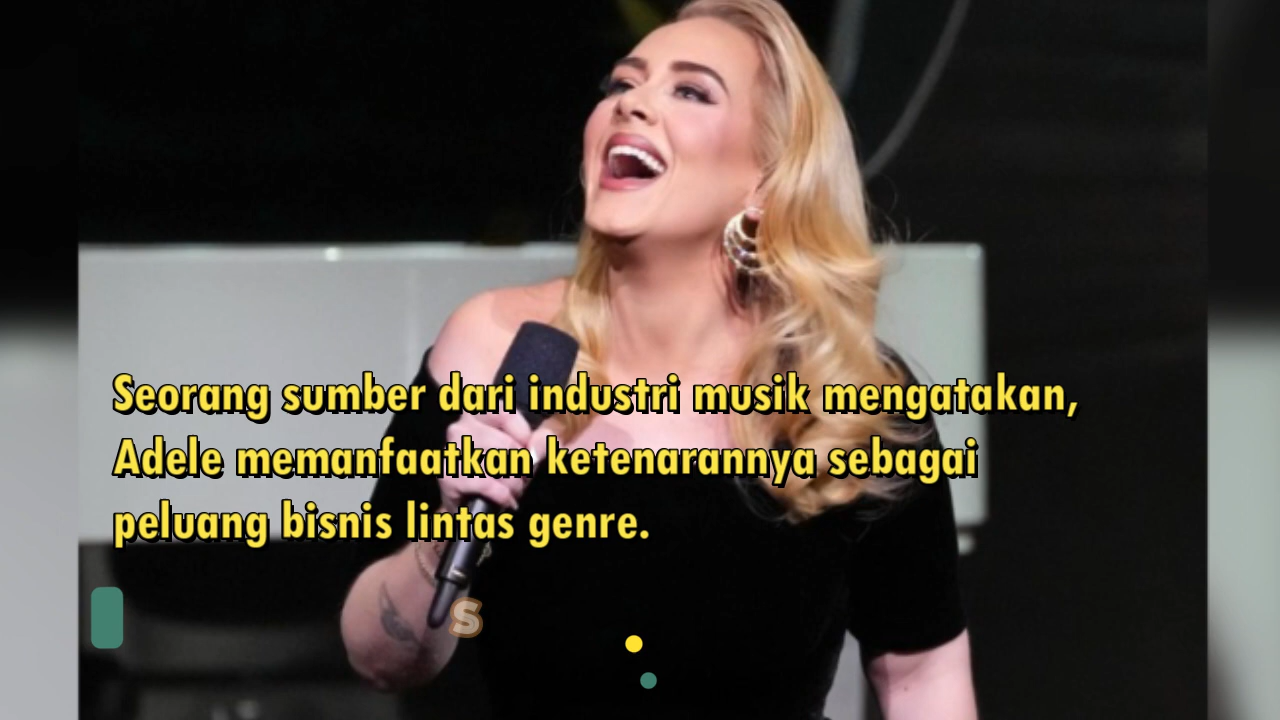 Seorang sumber dari industri musik mengatakan,
Adele memanfaatkan ketenarannya sebagai
peluang bisnis lintas genre.
S